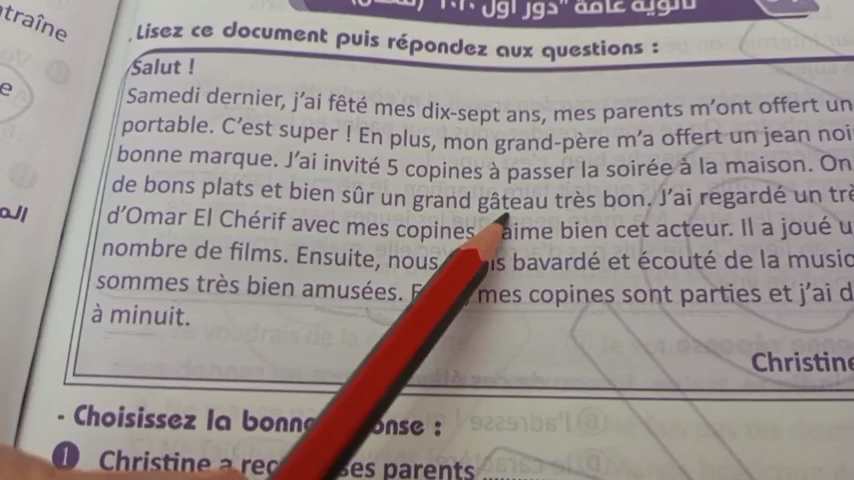 traîne
e
ثانوية عامة "دور أول
Lisez ce document puis répondez aux questions :
Salut !
Samedi dernier, j'ai fêté mes dix-sept ans, mes parents m'ont offert un
portable. C'est super ! En plus, mon grand-père m'a offert un jean noi
bonne marque. J'ai invité 5 copines à passer la soirée à la maison. On
de bons plats et bien sûr un grand gâteau très bon. J'ai regardé un trè
d'Omar El Chérif avec mes copines aime bien cet acteur. Il a joué u
nombre de films. Ensuite, nous bavardé et écouté de la music
sommes très bien amusées. mes copines sont parties et j'ai d
à minuit.
Christine
- Choisissez la bonne onse :
1 Christine a reç ses parents